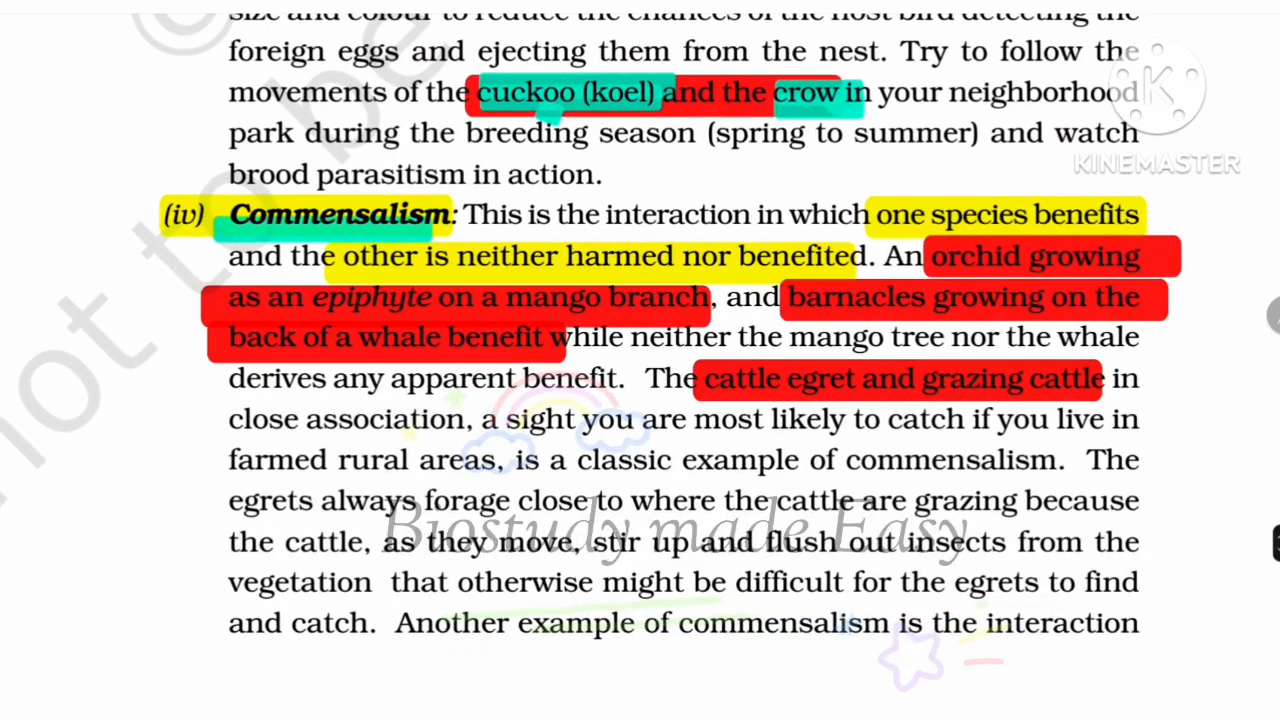 size and colour to reduce the chances of the host bird detecting the
foreign eggs and ejecting them from the nest. Try to follow the
movements of the cuckoo (koel) and the crow in your neighborhood
park during the breeding season (spring to summer) and watch
brood parasitism in action.
(iv) Commensalism: This is the interaction in which one species benefits
and the other is neither harmed nor benefited. An orchid growing
as an epiphyte on a mango branch, and barnacles growing on the
back of a whale benefit while neither the mango tree nor the whale
derives any apparent benefit. The cattle egret and grazing cattle in
close association, a sight you are most likely to catch if you live in
farmed rural areas, is a classic example of commensalism. The
egrets always forage close to where the cattle are grazing because
the cattle, as they move, stir up and flush out insects from the
vegetation that otherwise might be difficult for the egrets to find
and catch. Another example of commensalism is the interaction
K
KINEMASTER
Biostudy made Easy
© not to be